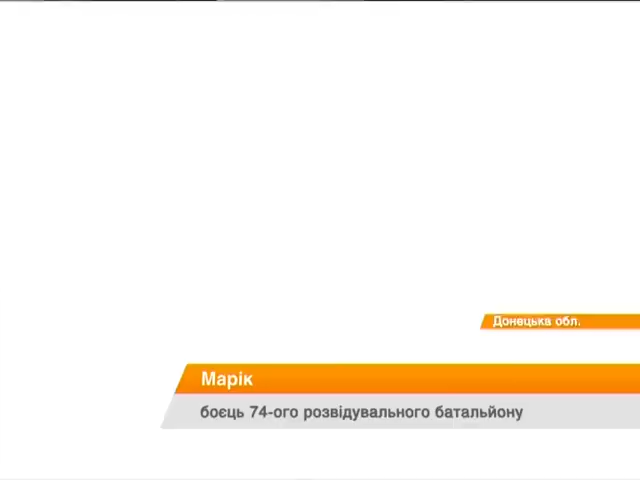 Донецька обл.
Марік
боєць 74-ого розвідувального батальйону